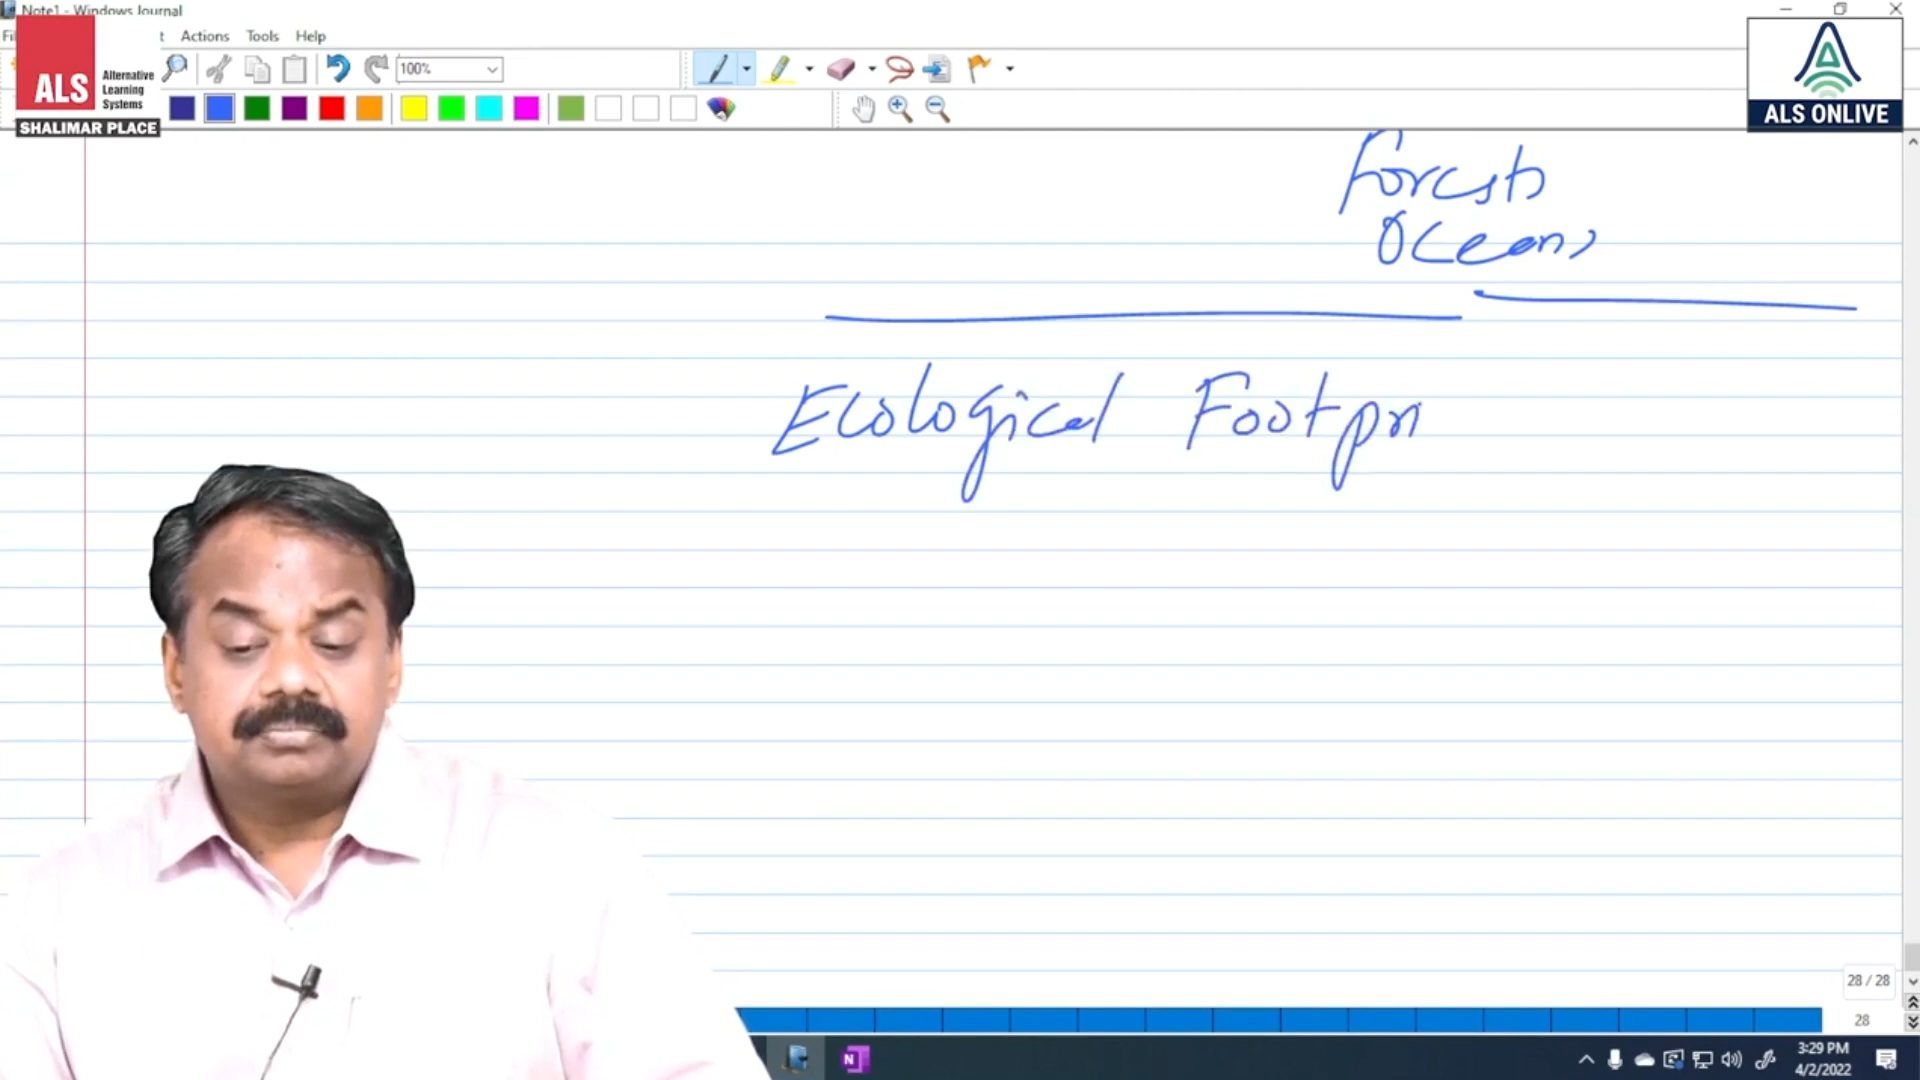 Note1 - Windows Journal
Actions Tools Help
100%
ALS
Alternative
Learning
Systems
SHALIMAR PLACE
ALS ONLIVE
Forests
Oceans
Ecological Footpri
28 / 28
28
N
3:29 PM
4/2/2022